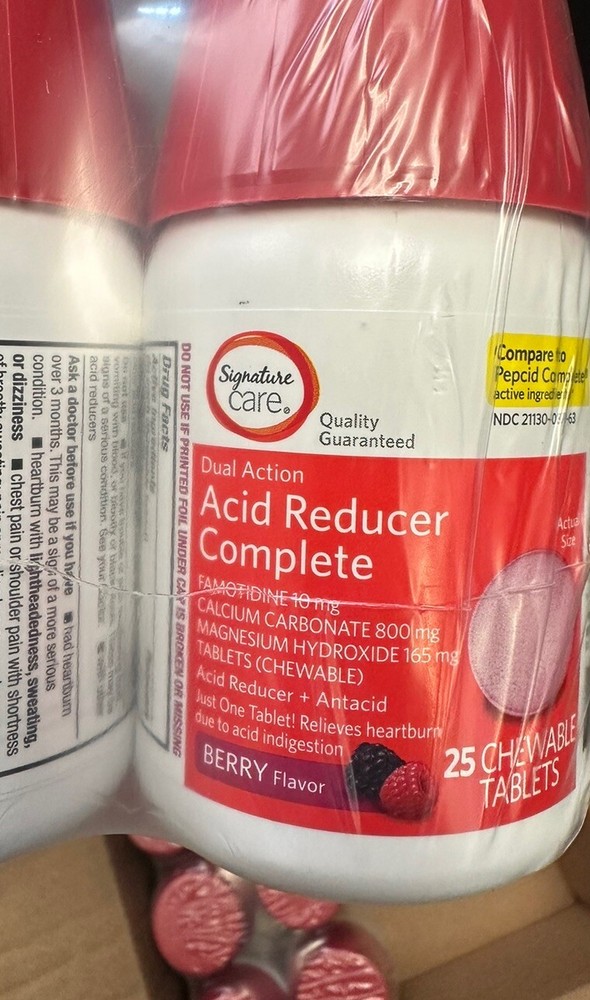 Signature
care®
Quality
Guaranteed
Compare to
Pepcid Complete
active ingredients
NDC 21130-0 -63
Dual Action
Acid Reducer
Complete
FAMOTIDINE 10 mg
CALCIUM CARBONATE 800 mg
MAGNESIUM HYDROXIDE 165 mg
TABLETS (CHEWABLE)
Acid Reducer + Antacid
Just One Tablet! Relieves heartburn
due to acid indigestion
BERRY Flavor
Actual
Size
25 CHEWABLE
TABLETS
DO NOT USE IF PRINTED FOIL UNDER CAP IS BROKEN OR MISSING
Drug Facts
acid reducers
Ask a doctor before use if you have ■ had heartburn
over 3 months. This may be a sign of a more serious
condition. ■ heartburn with lightheadedness, sweating,
or dizziness ■ chest pain or shoulder pain with shortness